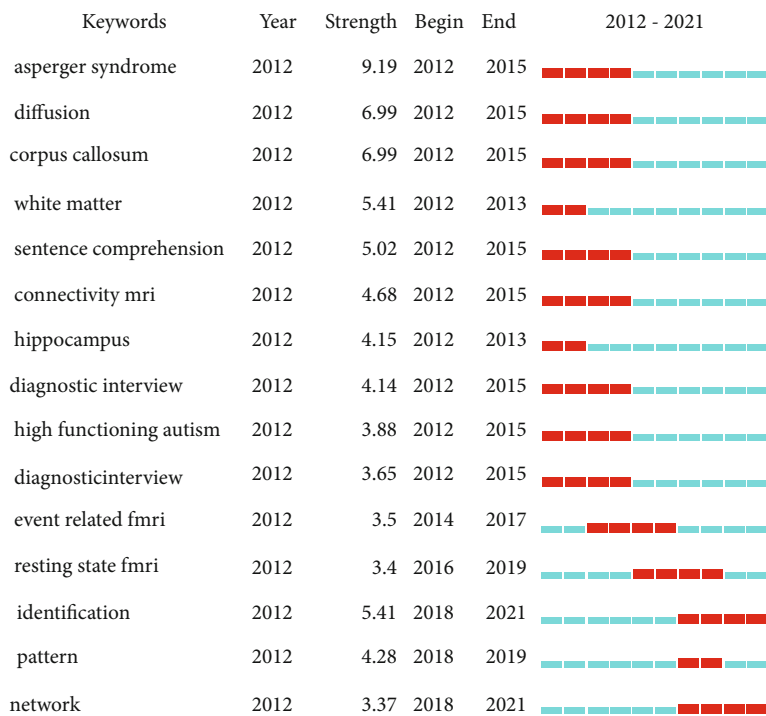 Keywords Year Strength Begin End 2012 - 2021
asperger syndrome 2012 9.19 2012 2015
diffusion 2012 6.99 2012 2015
corpus callosum 2012 6.99 2012 2015
white matter 2012 5.41 2012 2013
sentence comprehension 2012 5.02 2012 2015
connectivity mri 2012 4.68 2012 2015
hippocampus 2012 4.15 2012 2013
diagnostic interview 2012 4.14 2012 2015
high functioning autism 2012 3.88 2012 2015
diagnosticinterview 2012 3.65 2012 2015
event related fmri 2012 3.5 2014 2017
resting state fmri 2012 3.4 2016 2019
identification 2012 5.41 2018 2021
pattern 2012 4.28 2018 2019
network 2012 3.37 2018 2021